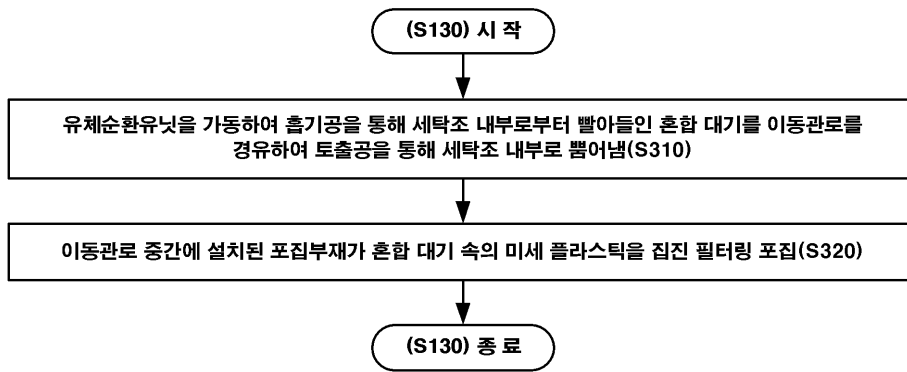 (S130) 시 작
유체순환유닛을 가동하여 흡기공을 통해 세탁조 내부로부터 빨아들인 혼합 대기를 이동관로를
경유하여 토출공을 통해 세탁조 내부로 뿜어냄(S310)
이동관로 중간에 설치된 포집부재가 혼합 대기 속의 미세 플라스틱을 집진 필터링 포집(S320)
(S130) 종 료